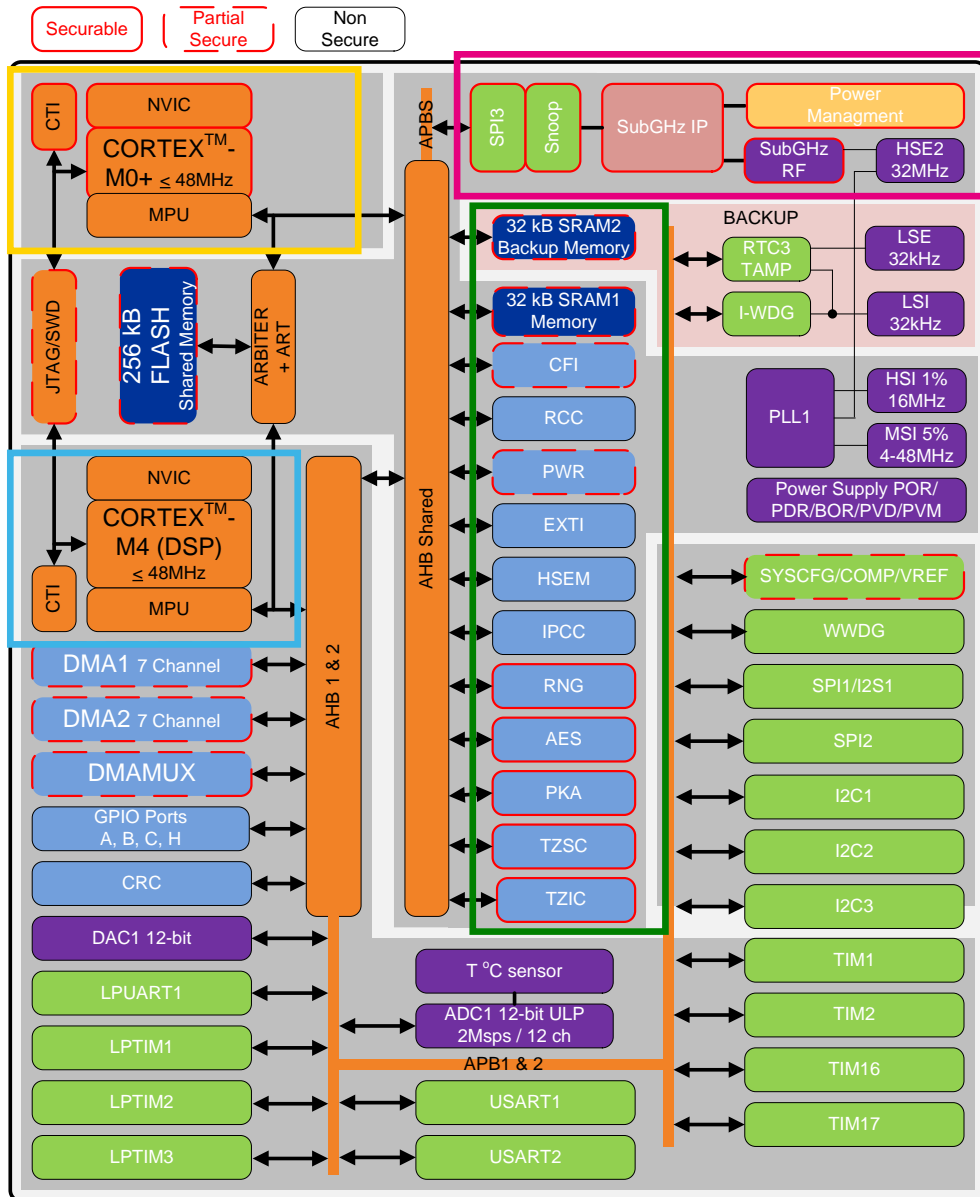 Securable
Partial
Secure
Non
Secure
CTI
NVIC
CORTEX™-
M0+ ≤ 48MHz
MPU
APBS
SPI3
Snoop
SubGHz IP
Power
Managment
SubGHz
RF
HSE2
32MHz
JTAG/SWD
256 kB
FLASH
Shared Memory
ARBITER
+ ART
AHB Shared
32 kB SRAM2
Backup Memory
BACKUP
RTC3
TAMP
LSE
32kHz
I-WDG
LSI
32kHz
32 kB SRAM1
Memory
CFI
RCC
PWR
EXTI
HSEM
IPCC
RNG
AES
PKA
TZSC
TZIC
PLL1
HSI 1%
16MHz
MSI 5%
4-48MHz
Power Supply POR/
PDR/BOR/PVD/PVM
NVIC
CORTEX™-
M4 (DSP)
≤ 48MHz
CTI
MPU
AHB 1 & 2
DMA1 7 Channel
DMA2 7 Channel
DMAMUX
GPIO Ports
A, B, C, H
CRC
DAC1 12-bit
LPUART1
LPTIM1
LPTIM2
LPTIM3
T °C sensor
ADC1 12-bit ULP
2Msps / 12 ch
APB1 & 2
USART1
USART2
SYSCFG/COMP/VREF
WWDG
SPI1/I2S1
SPI2
I2C1
I2C2
I2C3
TIM1
TIM2
TIM16
TIM17